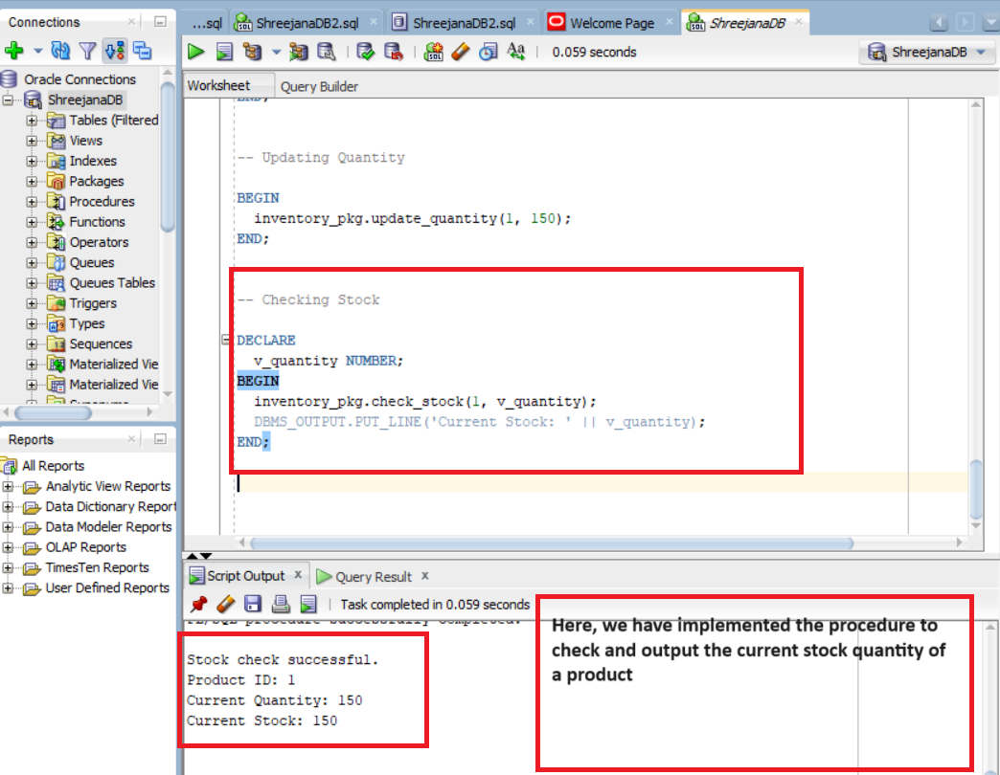 Connections
...sql
ShreejanaDB2.sql
ShreejanaDB2.sql
Welcome Page
ShreejanaDB
0.059 seconds
ShreejanaDB
Oracle Connections
ShreejanaDB
Tables (Filtered
Views
Indexes
Packages
Procedures
Functions
Operators
Queues
Queues Tables
Triggers
Types
Sequences
Materialized Vie
Materialized Vie
Reports
All Reports
Analytic View Reports
Data Dictionary Report
Data Modeler Reports
OLAP Reports
TimesTen Reports
User Defined Reports
Worksheet
Query Builder
END;
-- Updating Quantity
BEGIN
inventory_pkg.update_quantity(1, 150);
END;
-- Checking Stock
DECLARE
v_quantity NUMBER;
BEGIN
inventory_pkg.check_stock(1, v_quantity);
DBMS_OUTPUT.PUT_LINE('Current Stock: ' || v_quantity);
END;
Script Output
Query Result
Task completed in 0.059 seconds
PL/SQL procedure successfully completed.
Stock check successful.
Product ID: 1
Current Quantity: 150
Current Stock: 150
Here, we have implemented the procedure to
check and output the current stock quantity of
a product